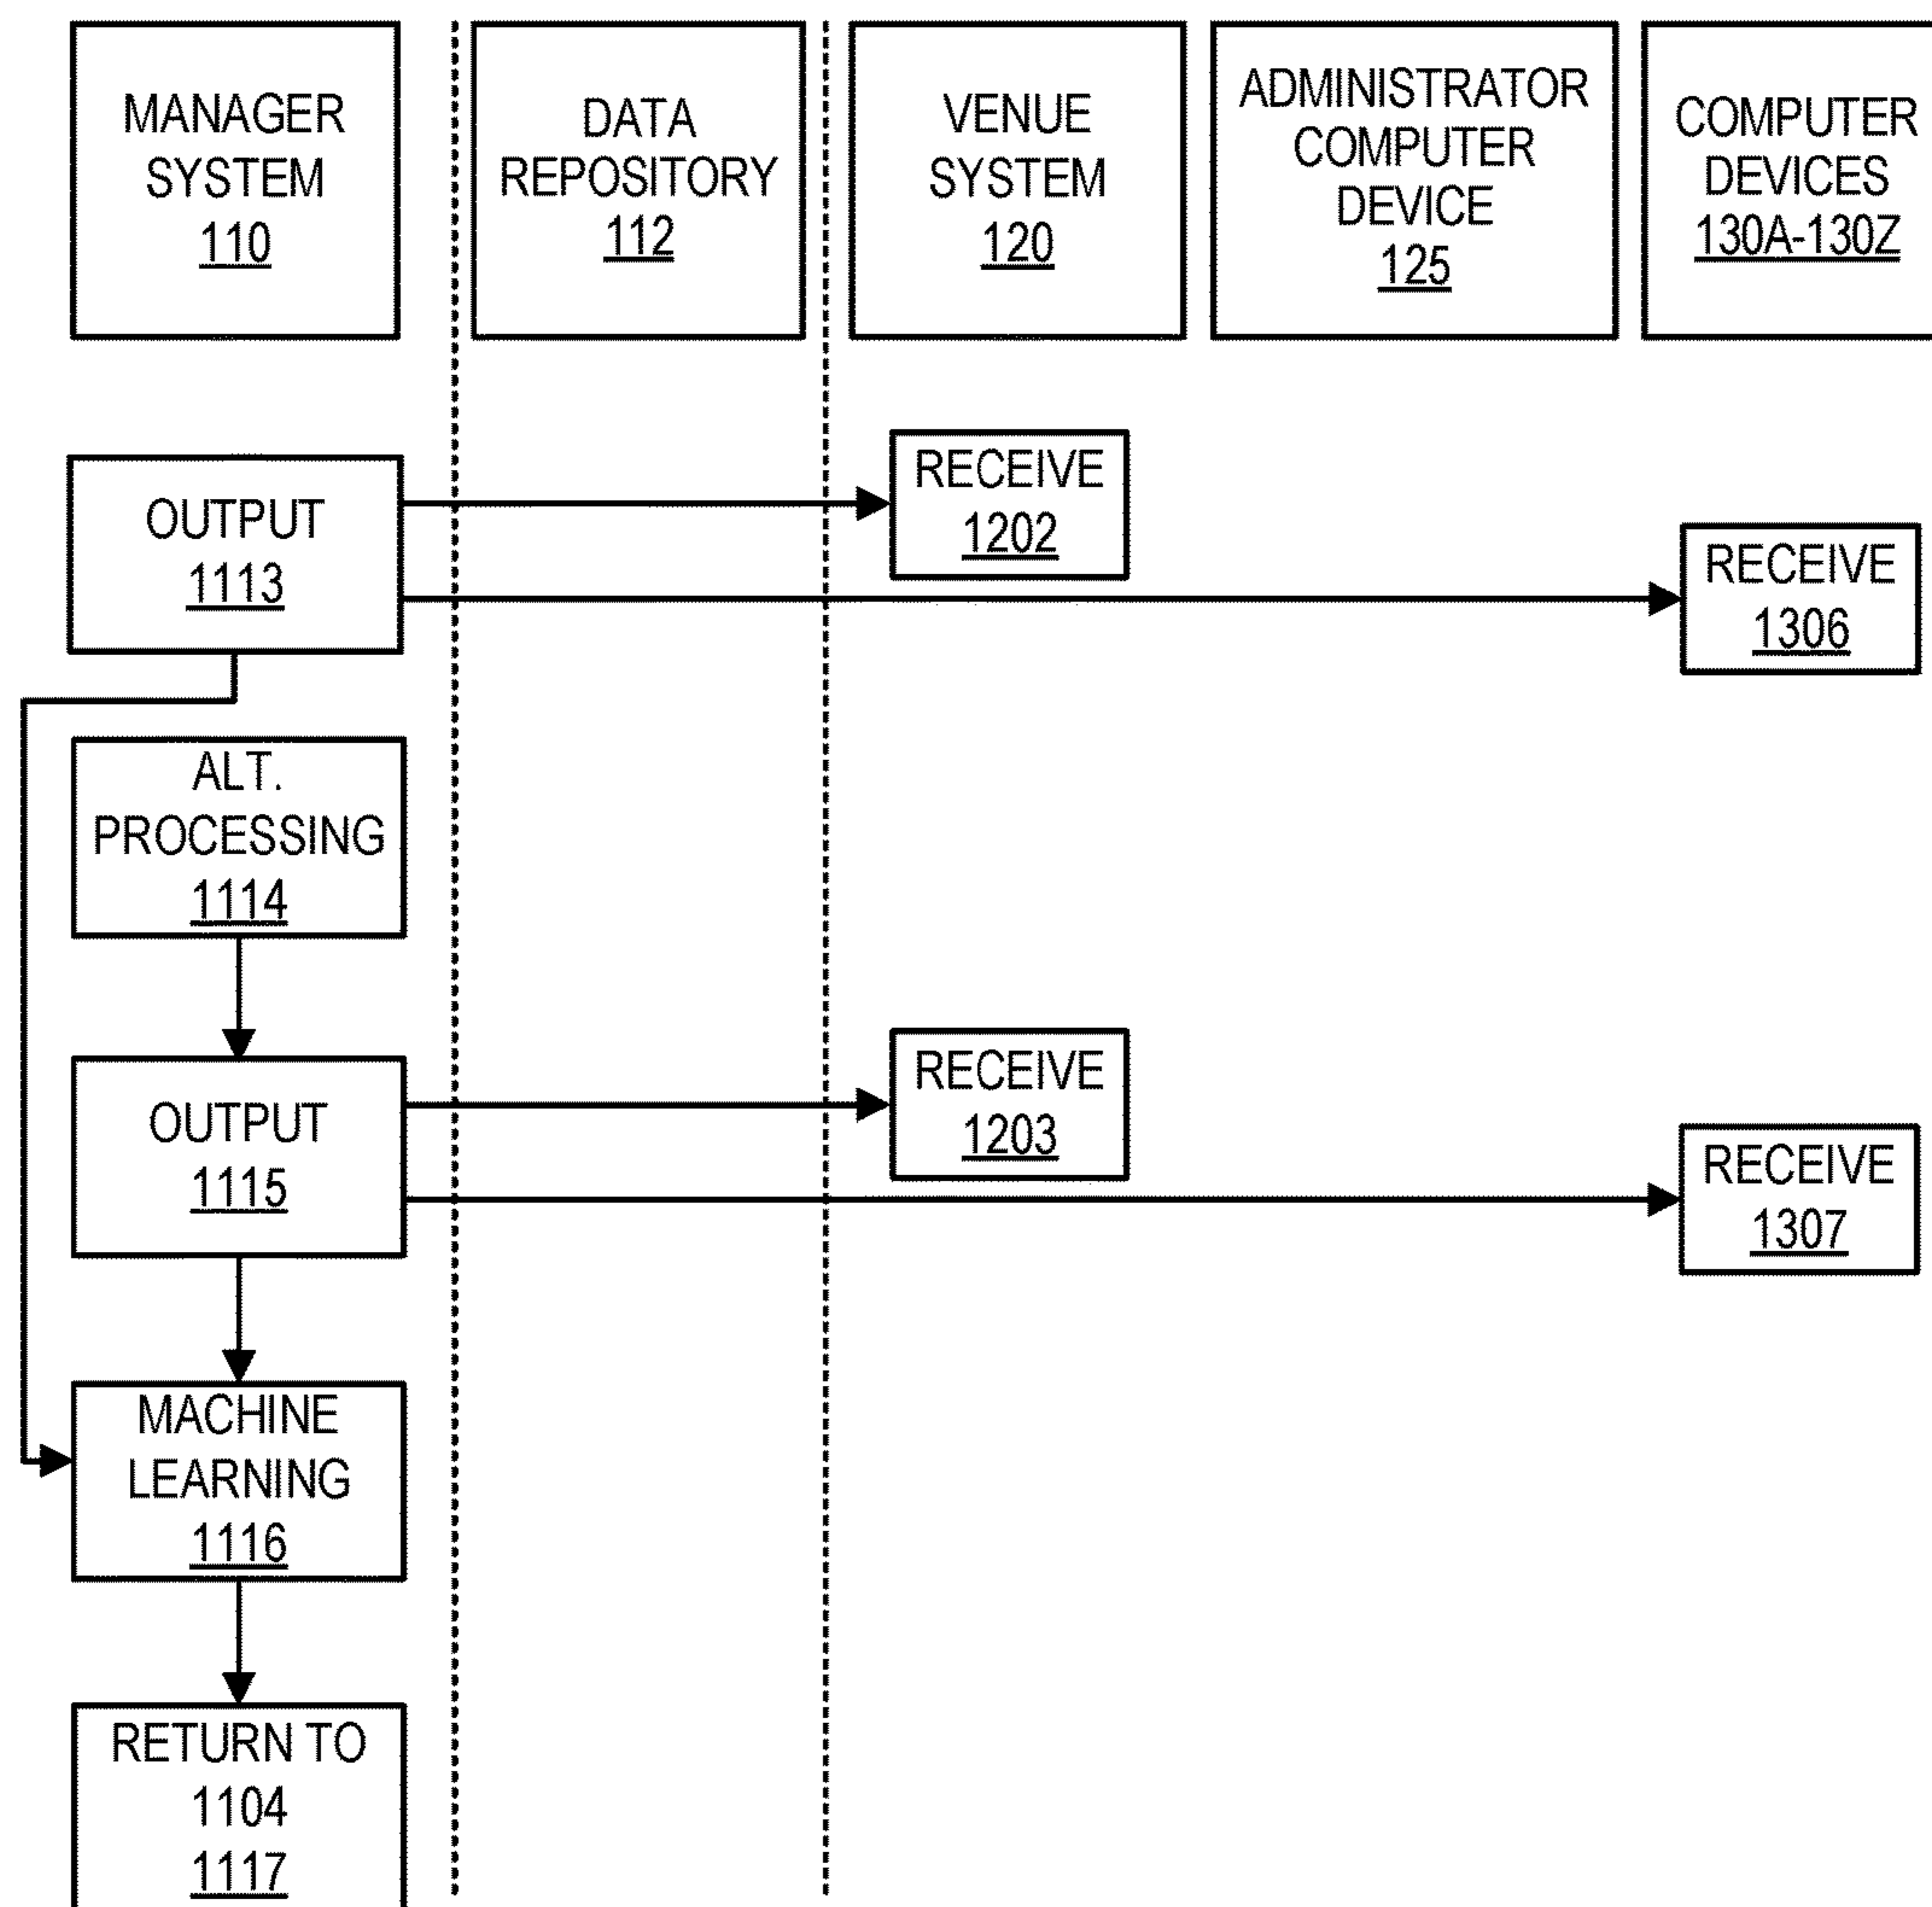 MANAGER
SYSTEM
110
DATA
REPOSITORY
112
VENUE
SYSTEM
120
ADMINISTRATOR
COMPUTER
DEVICE
125
COMPUTER
DEVICES
130A-130Z
OUTPUT
1113
RECEIVE
1202
RECEIVE
1306
ALT.
PROCESSING
1114
OUTPUT
1115
RECEIVE
1203
RECEIVE
1307
MACHINE
LEARNING
1116
RETURN TO
1104
1117